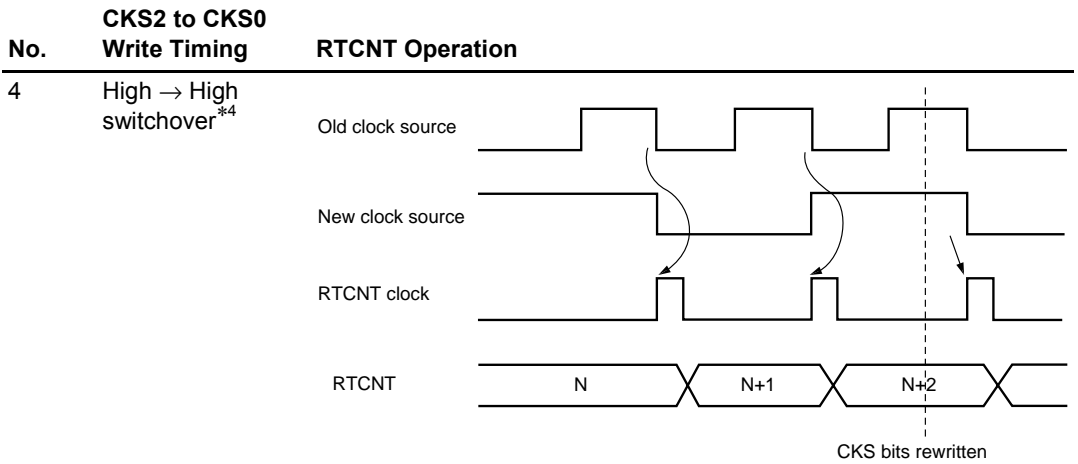 No.
CKS2 to CKS0
Write Timing
RTCNT Operation
4
High → High
switchover*4
Old clock source
New clock source
RTCNT clock
RTCNT
N
N+1
N+2
CKS bits rewritten